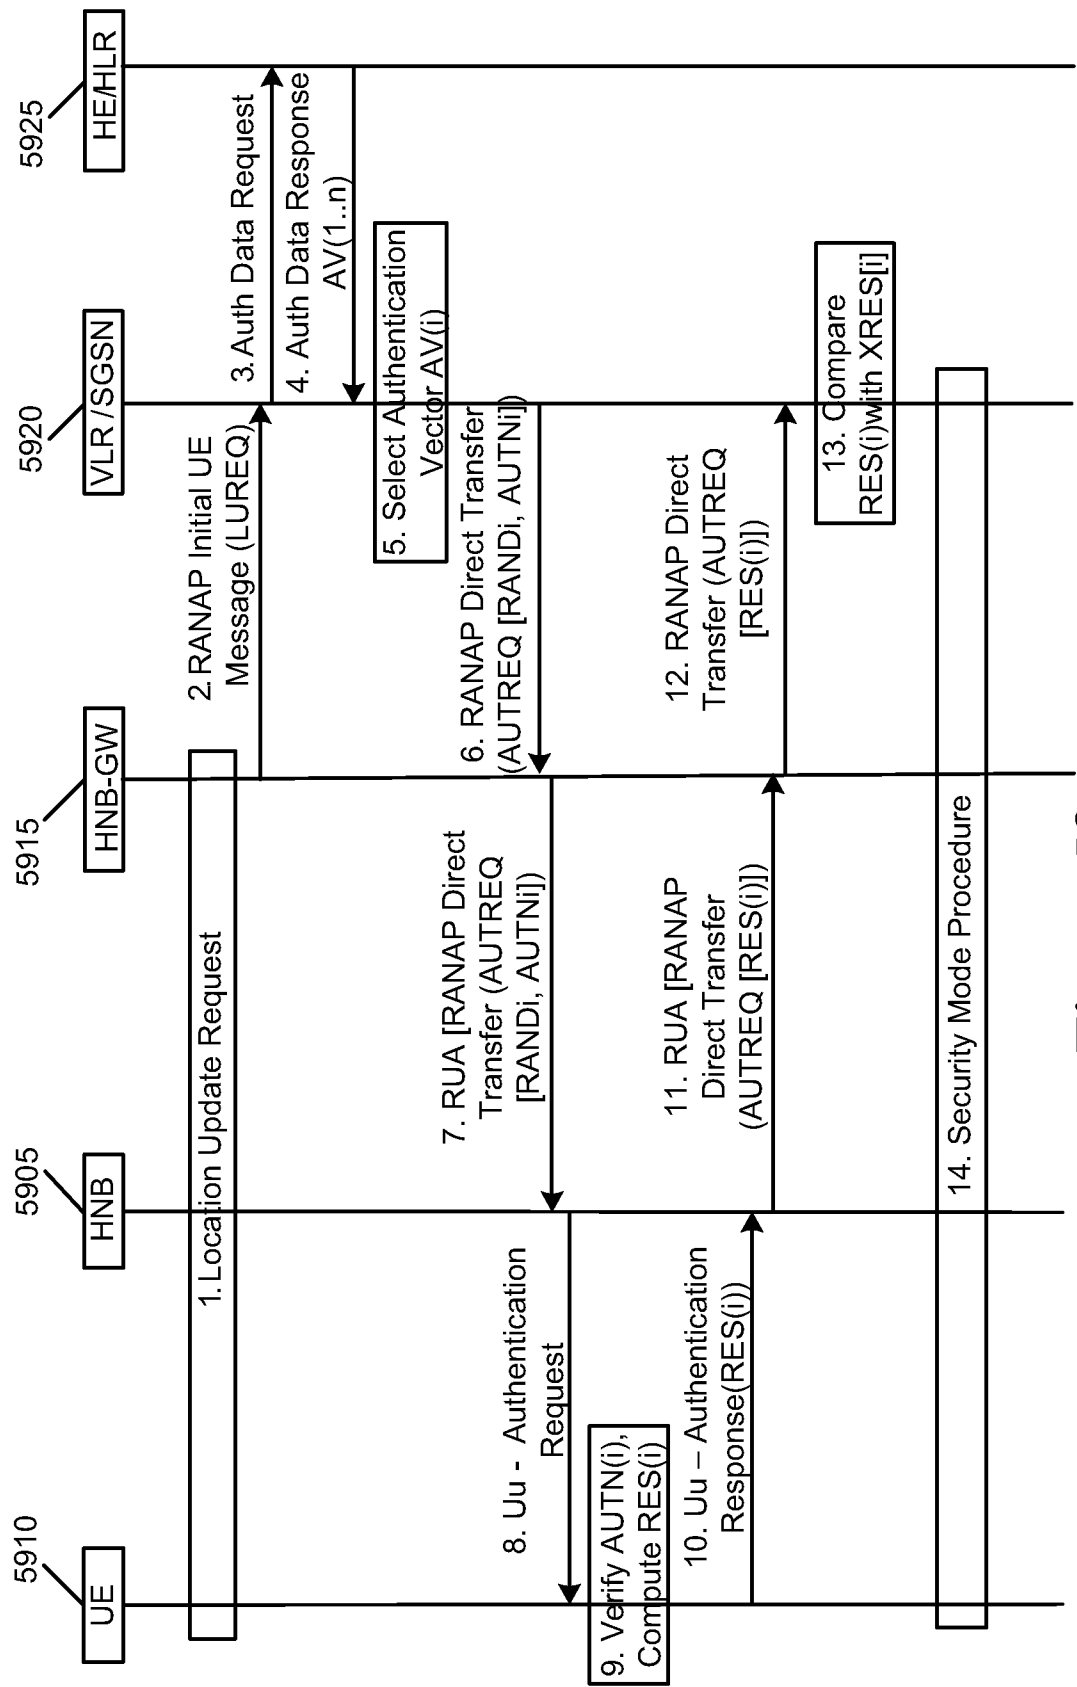 5910
5905
5915
5920
5925
UE
HNB
HNB-GW
VLR /SGSN
HE/HLR
1. Location Update Request
2. RANAP Initial UE
Message (LUREQ)
3. Auth Data Request
4. Auth Data Response
AV(1..n)
5. Select Authentication
Vector AV(i)
6. RANAP Direct Transfer
(AUTREQ [RANDi, AUTNi])
7. RUA [RANAP Direct
Transfer (AUTREQ
[RANDi, AUTNi])
8. Uu - Authentication
Request
9. Verify AUTN(i),
Compute RES(i)
10. Uu – Authentication
Response(RES(i))
11. RUA [RANAP
Direct Transfer
(AUTREQ [RES(i)])
12. RANAP Direct
Transfer (AUTREQ
[RES(i)])
13. Compare
RES(i)with XRES[i]
14. Security Mode Procedure